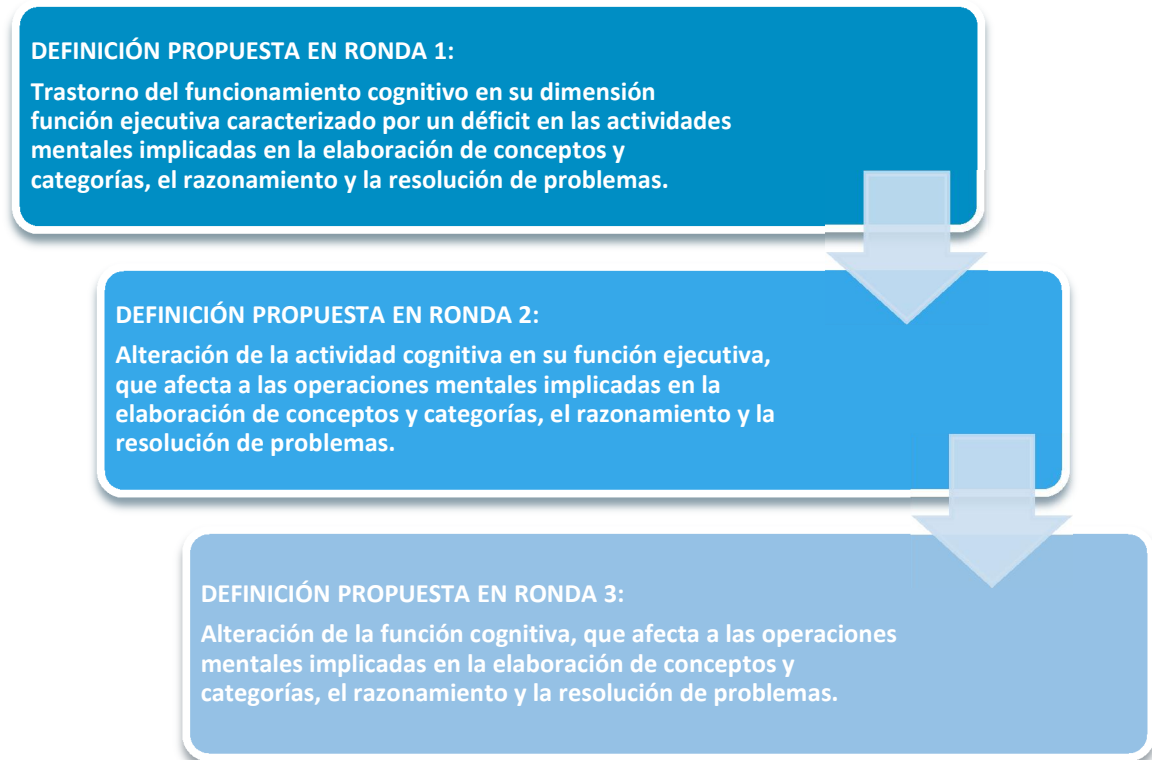 DEFINICIÓN PROPUESTA EN RONDA 1:
Trastorno del funcionamiento cognitivo en su dimensión
función ejecutiva caracterizado por un déficit en las actividades
mentales implicadas en la elaboración de conceptos y
categorías, el razonamiento y la resolución de problemas.
DEFINICIÓN PROPUESTA EN RONDA 2:
Alteración de la actividad cognitiva en su función ejecutiva,
que afecta a las operaciones mentales implicadas en la
elaboración de conceptos y categorías, el razonamiento y la
resolución de problemas.
DEFINICIÓN PROPUESTA EN RONDA 3:
Alteración de la función cognitiva, que afecta a las operaciones
mentales implicadas en la elaboración de conceptos y
categorías, el razonamiento y la resolución de problemas.